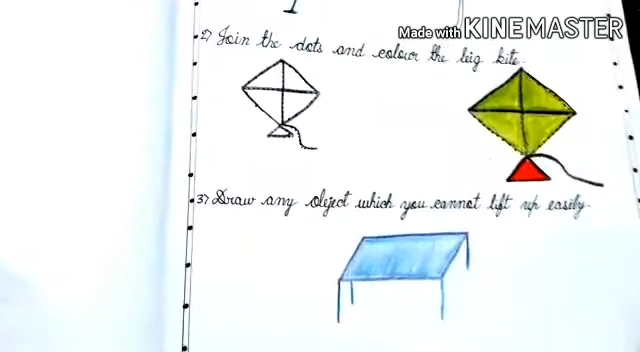 Made with KINEMASTER
2) Join the dots and colour the big kite.
3) Draw any object which you cannot lift up easily.